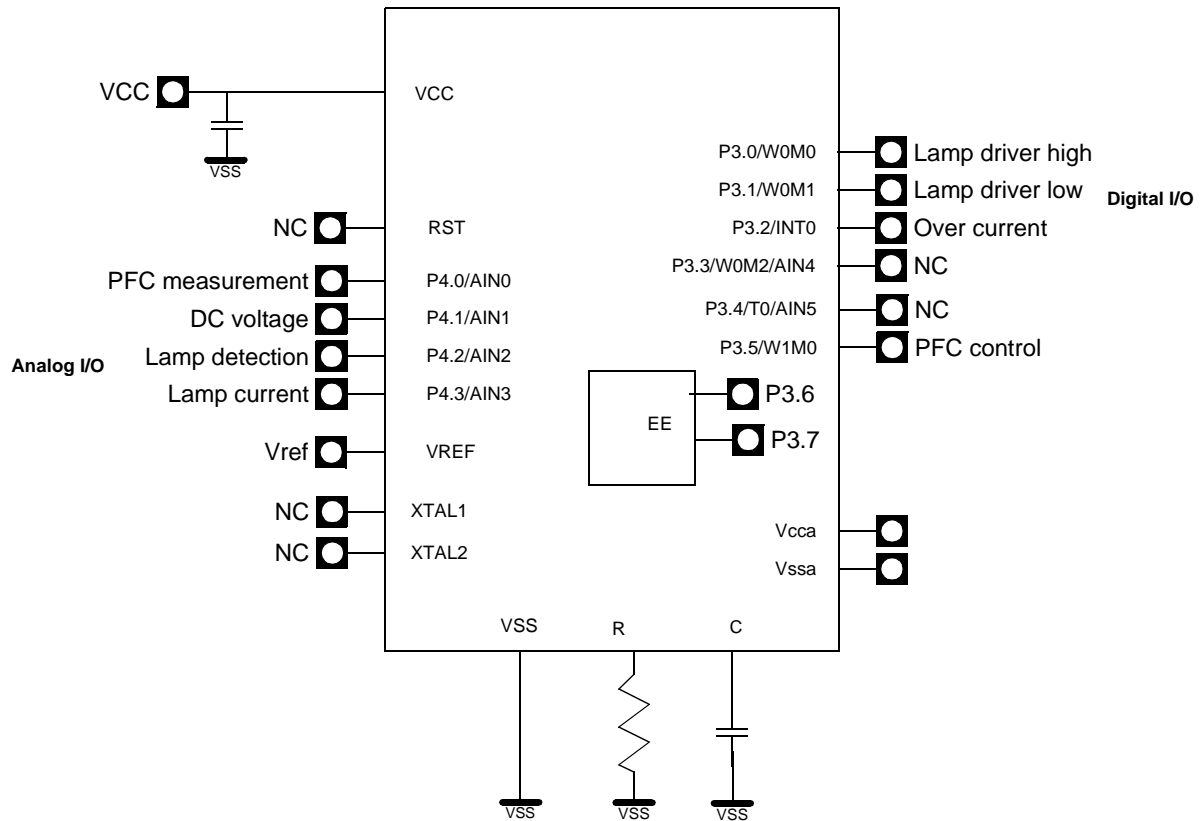 VCC
VCC
VSS
P3.0/W0M0
Lamp driver high
P3.1/W0M1
Lamp driver low
Digital I/O
NC
RST
P3.2/INT0
Over current
P3.3/W0M2/AIN4
NC
PFC measurement
P4.0/AIN0
P3.4/T0/AIN5
NC
DC voltage
P4.1/AIN1
P3.5/W1M0
PFC control
Analog I/O
Lamp detection
P4.2/AIN2
Lamp current
P4.3/AIN3
P3.6
EE
P3.7
Vref
VREF
NC
XTAL1
Vcca
NC
XTAL2
Vssa
VSS
R
C
VSS
VSS
VSS